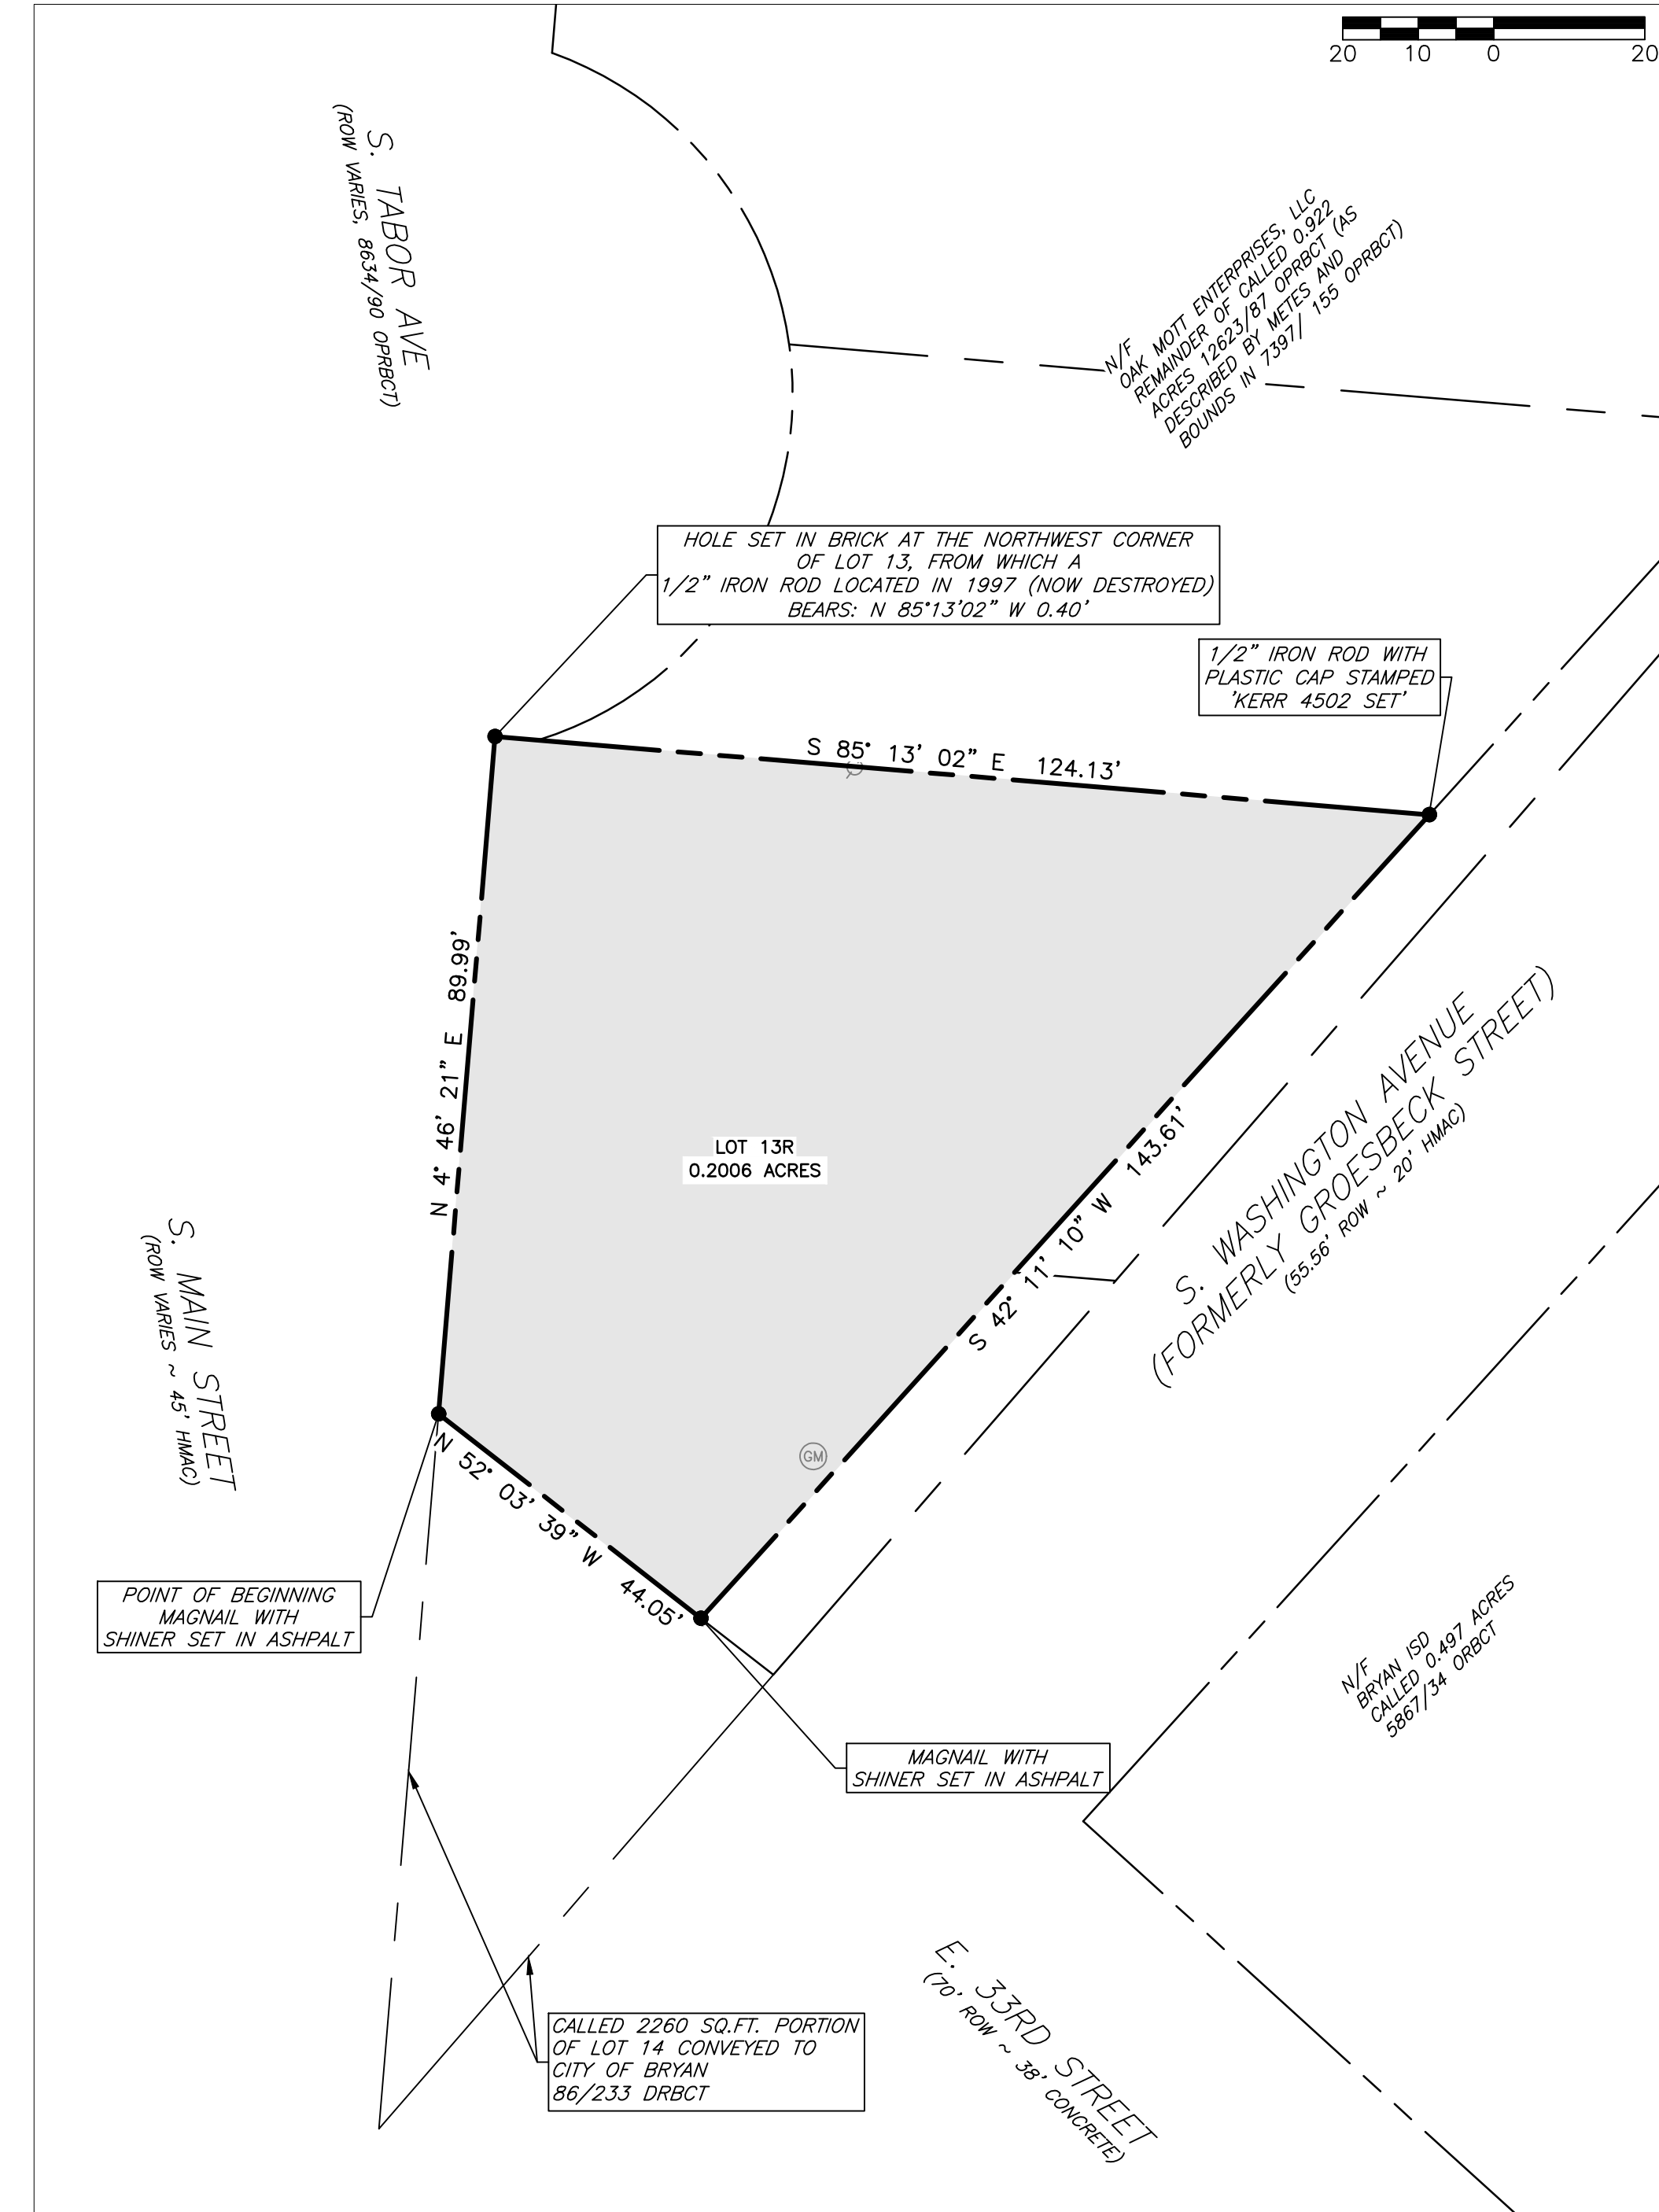 20 10 0 20
S. TABOR AVE
(ROW VARIES, 8634/90 OPRBCT)
N/F
OAK MOTT ENTERPRISES, LLC
REMAINDER OF CALLED 0.922
ACRES 12623/87 OPRBCT (AS
DESCRIBED BY METES AND
BOUNDS IN 7397/ 155 OPRBCT)
HOLE SET IN BRICK AT THE NORTHWEST CORNER
OF LOT 13, FROM WHICH A
1/2" IRON ROD LOCATED IN 1997 (NOW DESTROYED)
BEARS: N 85°13'02" W 0.40'
1/2" IRON ROD WITH
PLASTIC CAP STAMPED
'KERR 4502 SET'
S 85° 13' 02" E 124.13'
N 4° 46' 21" E 89.99'
LOT 13R
0.2006 ACRES
S 42° 11' 10" W 143.61'
S. WASHINGTON AVENUE
(FORMERLY GROESBECK STREET)
(55.56' ROW ~ 20' HMAC)
S. MAIN STREET
(ROW VARIES ~ 45' HMAC)
GM
N 52° 03' 39" W 44.05'
POINT OF BEGINNING
MAGNAIL WITH
SHINER SET IN ASHPALT
N/F
BRYAN ISD
CALLED 0.497 ACRES
5867/34 ORBCT
MAGNAIL WITH
SHINER SET IN ASHPALT
E. 33RD STREET
(70' ROW ~ 38' CONCRETE)
CALLED 2260 SQ.FT. PORTION
OF LOT 14 CONVEYED TO
CITY OF BRYAN
86/233 DRBCT